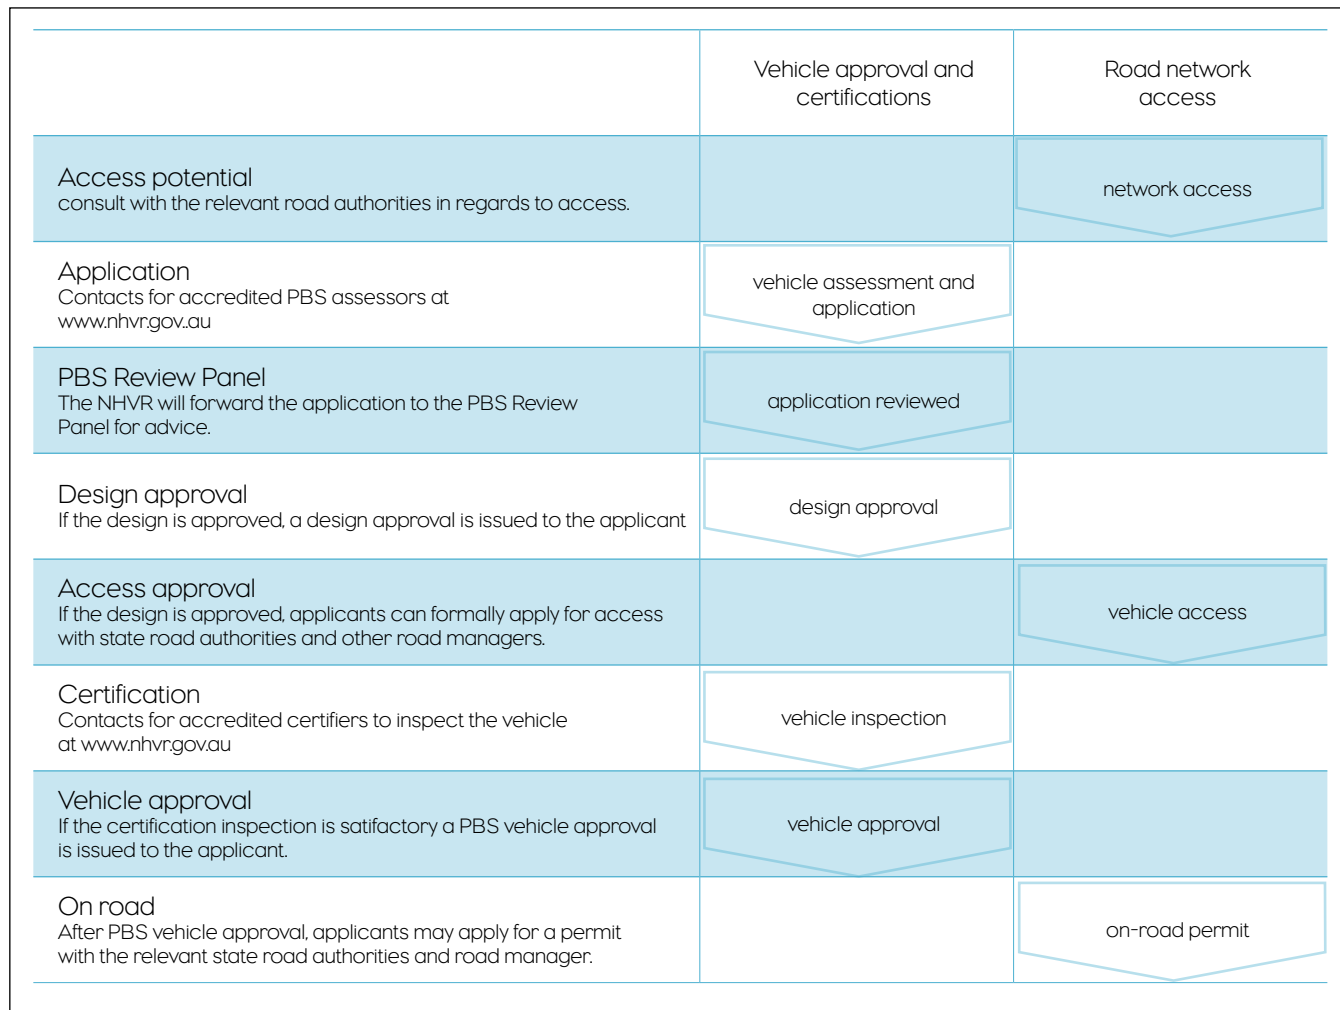 Vehicle approval and
certifications
Road network
access
Access potential
consult with the relevant road authorities in regards to access.
network access
Application
Contacts for accredited PBS assessors at
www.nhvr.gov..au
vehicle assessment and
application
PBS Review Panel
The NHVR will forward the application to the PBS Review
Panel for advice.
application reviewed
Design approval
If the design is approved, a design approval is issued to the applicant
design approval
Access approval
If the design is approved, applicants can formally apply for access
with state road authorities and other road managers.
vehicle access
Certification
Contacts for accredited certifiers to inspect the vehicle
at www.nhvr.gov.au
vehicle inspection
Vehicle approval
If the certification inspection is satifactory a PBS vehicle approval
is issued to the applicant.
vehicle approval
On road
After PBS vehicle approval, applicants may apply for a permit
with the relevant state road authorities and road manager.
on-road permit